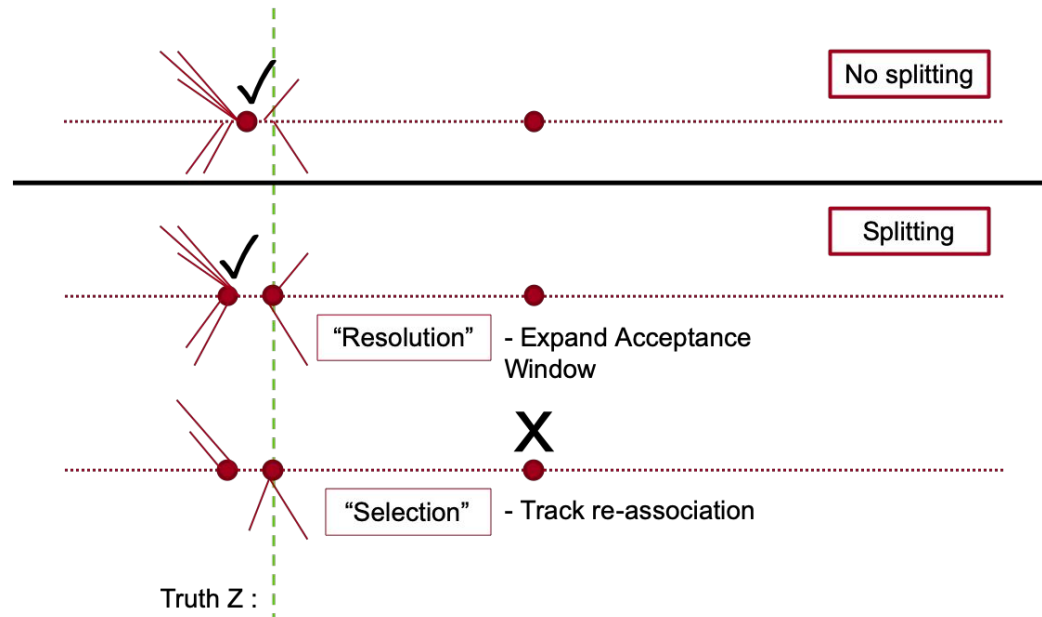 No splitting
Splitting
“Resolution”
- Expand Acceptance
Window
X
“Selection”
- Track re-association
Truth Z :